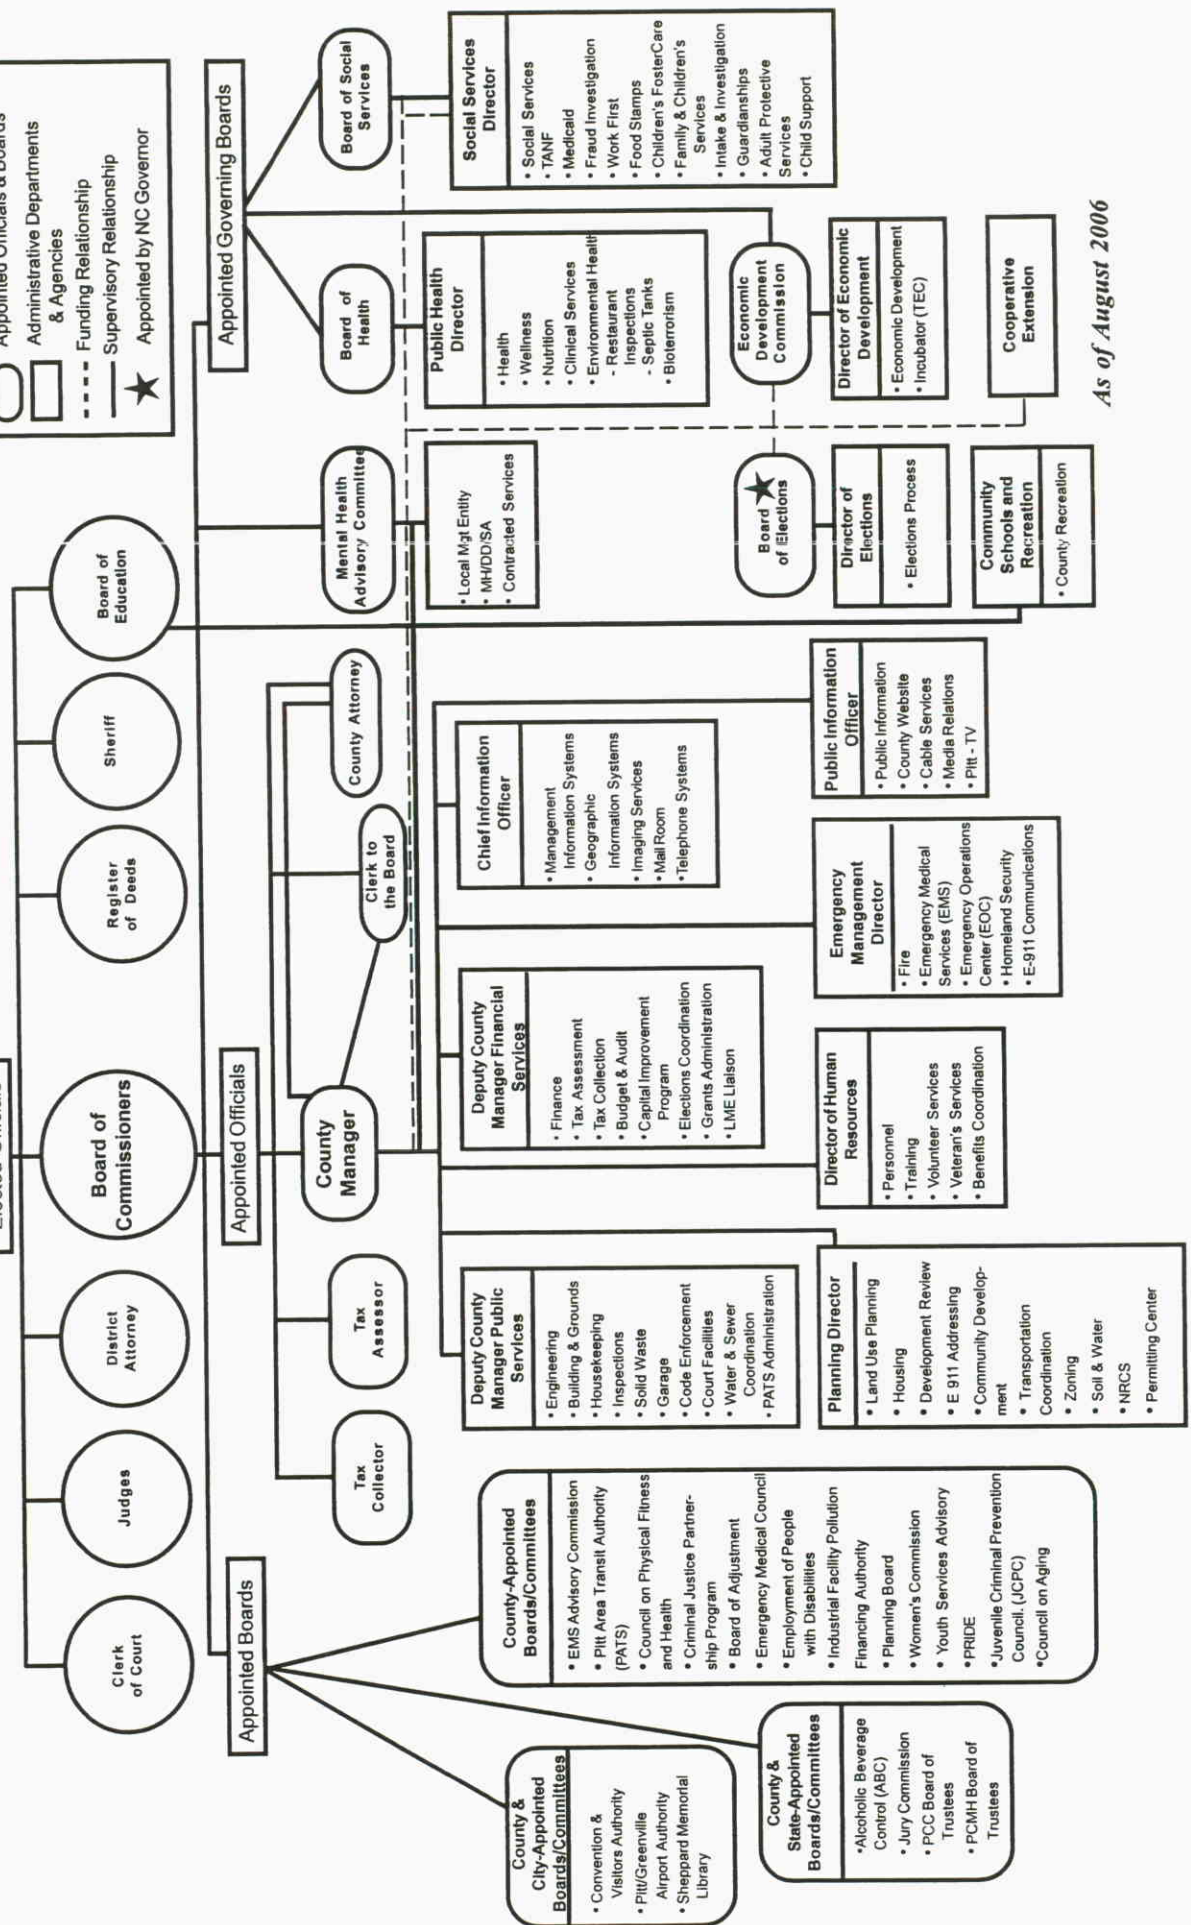 Administrative Departments
& Agencies
Funding Relationship
Supervisory Relationship
Appointed by NC Governor
Clerk
of Court
Judges
District
Attorney
Board of
Commissioners
Register
of Deeds
Sheriff
Board of
Education
Appointed Boards
Appointed Officials
Appointed Governing Boards
Tax
Collector
Tax
Assessor
County
Manager
Clerk to
the Board
County Attorney
Mental Health
Advisory Committee
• Local Mgt Entity
• MH/DD/SA
• Contracted Services
Board of
Health
Public Health
Director
• Health
• Wellness
• Nutrition
• Clinical Services
• Environmental Health
- Restaurant
Inspections
- Septic Tanks
• Bioterrorism
Board of Social
Services
Social Services
Director
• Social Services
• TANF
• Medicaid
• Fraud Investigation
• Work First
• Food Stamps
• Children's FosterCare
• Family & Children's
Services
• Intake & Investigation
• Guardianships
• Adult Protective
Services
• Child Support
County &
City-Appointed
Boards/Committees
• Convention &
Visitors Authority
• Pitt/Greenville
Airport Authority
• Sheppard Memorial
Library
County &
State-Appointed
Boards/Committees
•Alcoholic Beverage
Control (ABC)
• Jury Commission
• PCC Board of
Trustees
• PCMH Board of
Trustees
County-Appointed
Boards/Committees
• EMS Advisory Commission
• Pitt Area Transit Authority
(PATS)
• Council on Physical Fitness
and Health
• Criminal Justice Partner-
ship Program
• Board of Adjustment
• Emergency Medical Council
• Employment of People
with Disabilities
• Industrial Facility Pollution
Financing Authority
• Planning Board
• Women's Commission
• Youth Services Advisory
•PRIDE
•Juvenile Criminal Prevention
Council. (JCPC)
•Council on Aging
Deputy County
Manager Public
Services
• Engineering
• Building & Grounds
• Housekeeping
• Inspections
• Solid Waste
• Garage
• Code Enforcement
• Court Facilities
• Water & Sewer
Coordination
• PATS Administration
Deputy County
Manager Financial
Services
• Finance
• Tax Assessment
• Tax Collection
• Budget & Audit
• Capital Improvement
Program
• Elections Coordination
• Grants Administration
• LME Liaison
Chief Information
Officer
• Management
Information Systems
• Geographic
Information Systems
• Imaging Services
• Mail Room
•Telephone Systems
Planning Director
• Land Use Planning
• Housing
• Development Review
• E 911 Addressing
• Community Develop-
ment
• Transportation
Coordination
• Zoning
• Soil & Water
• NRCS
• Permitting Center
Director of Human
Resources
• Personnel
• Training
• Volunteer Services
• Veteran's Services
• Benefits Coordination
Emergency
Management
Director
• Fire
• Emergency Medical
Services (EMS)
• Emergency Operations
Center (EOC)
• Homeland Security
• E-911 Communications
Public Information
Officer
• Public Information
• County Website
• Cable Services
• Media Relations
• Pitt - TV
Board
of Elections
Director of
Elections
• Elections Process
Economic
Development
Commission
Director of Economic
Development
• Economic Development
• Incubator (TEC)
Community
Schools and
Recreation
• County Recreation
Cooperative
Extension
As of August 2006